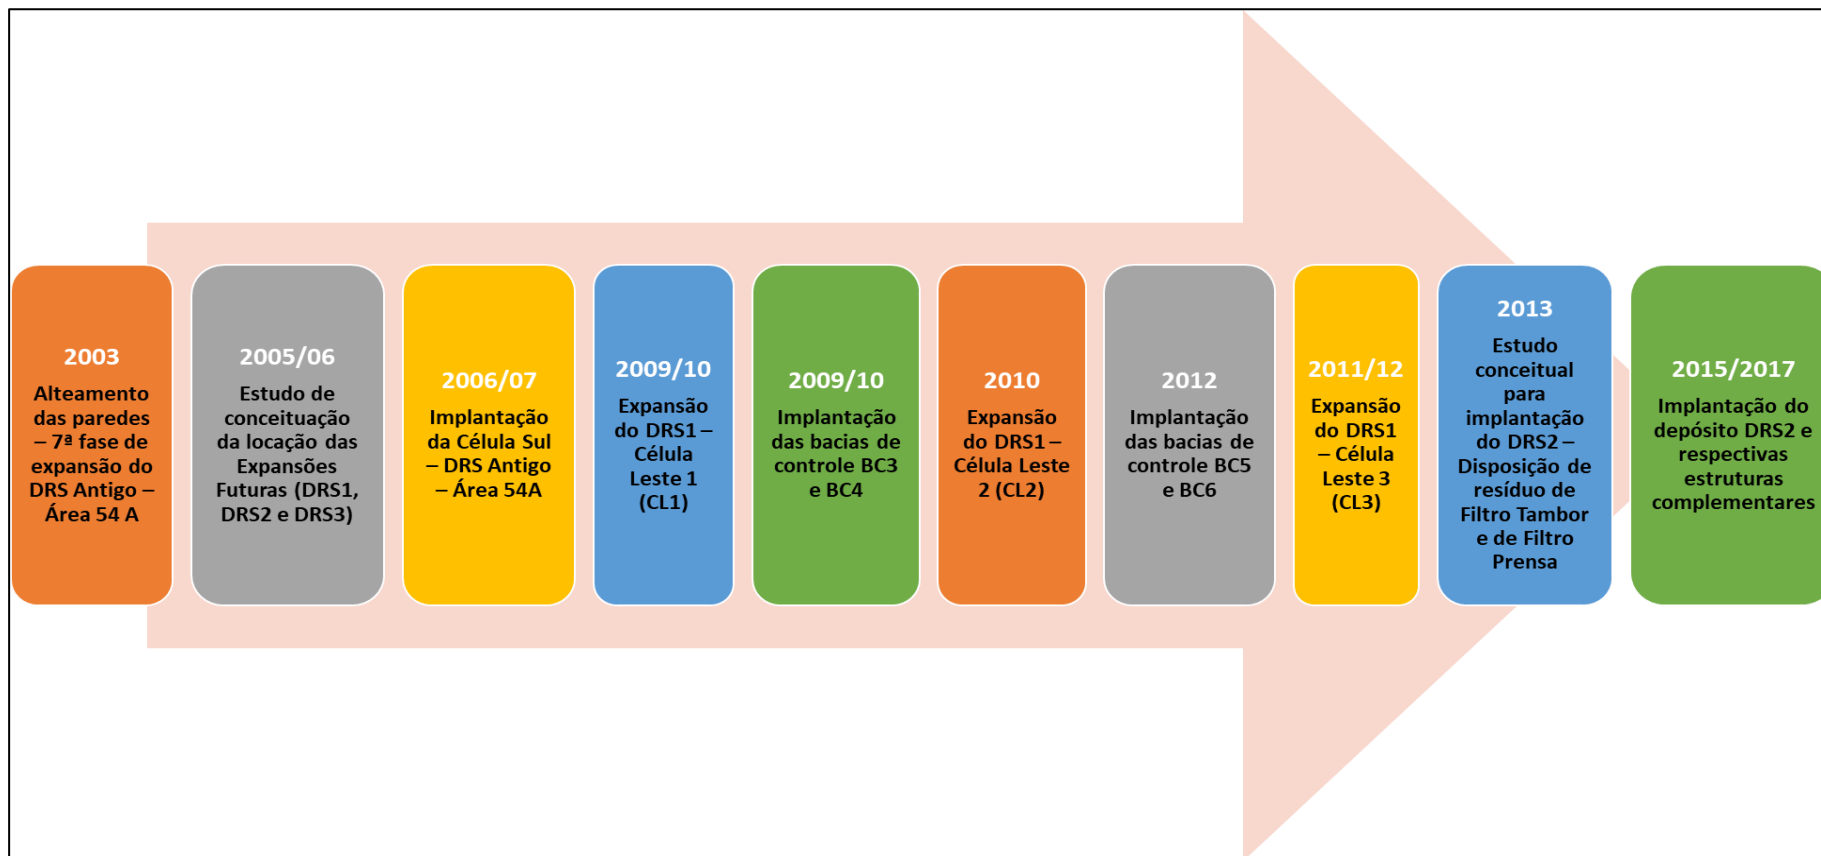 2003
Alteamento
das paredes
– 7ª fase de
expansão do
DRS Antigo –
Área 54 A
2005/06
Estudo de
conceituação
da locação das
Expansões
Futuras (DRS1,
DRS2 e DRS3)
2006/07
Implantação
da Célula Sul
– DRS Antigo
– Área 54A
2009/10
Expansão
do DRS1 –
Célula
Leste 1
(CL1)
2009/10
Implantação
das bacias de
controle BC3
e BC4
2010
Expansão
do DRS1 –
Célula Leste
2 (CL2)
2012
Implantação
das bacias de
controle BC5
e BC6
2011/12
Expansão
do DRS1
– Célula
Leste 3
(CL3)
2013
Estudo
conceitual
para
implantação
do DRS2 –
Disposição de
resíduo de
Filtro Tambor
e de Filtro
Prensa
2015/2017
Implantação do
depósito DRS2 e
respectivas
estruturas
complementares